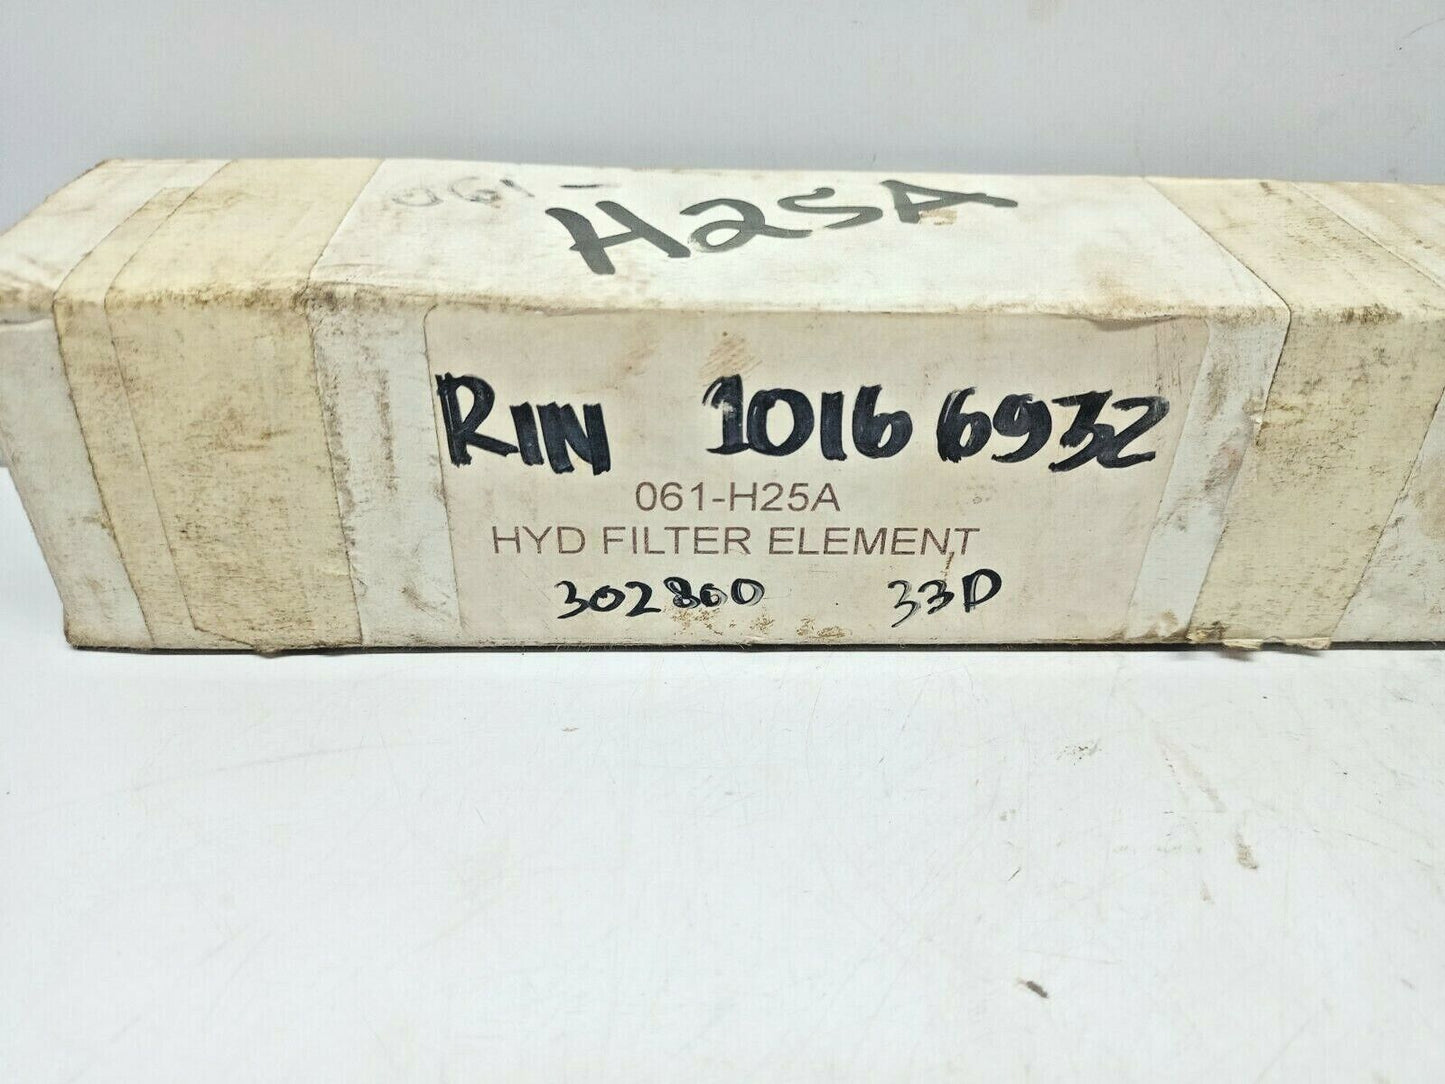 061-
H25A
RIN 10166932
061-H25A
HYD FILTER ELEMENT
302800 33D